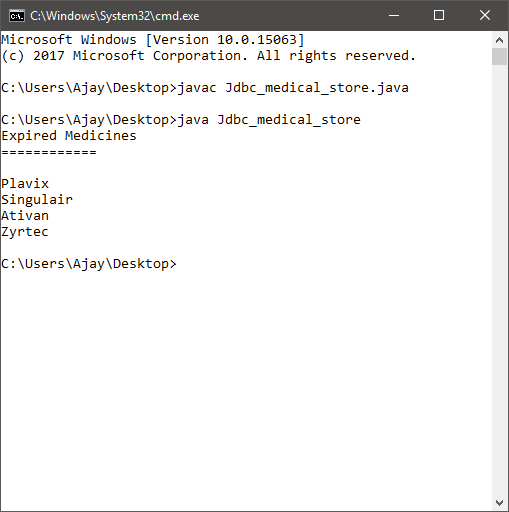 C:\Windows\System32\cmd.exe
Microsoft Windows [Version 10.0.15063]
(c) 2017 Microsoft Corporation. All rights reserved.
C:\Users\Ajay\Desktop>javac Jdbc_medical_store.java
C:\Users\Ajay\Desktop>java Jdbc_medical_store
Expired Medicines
============
Plavix
Singulair
Ativan
Zyrtec
C:\Users\Ajay\Desktop>